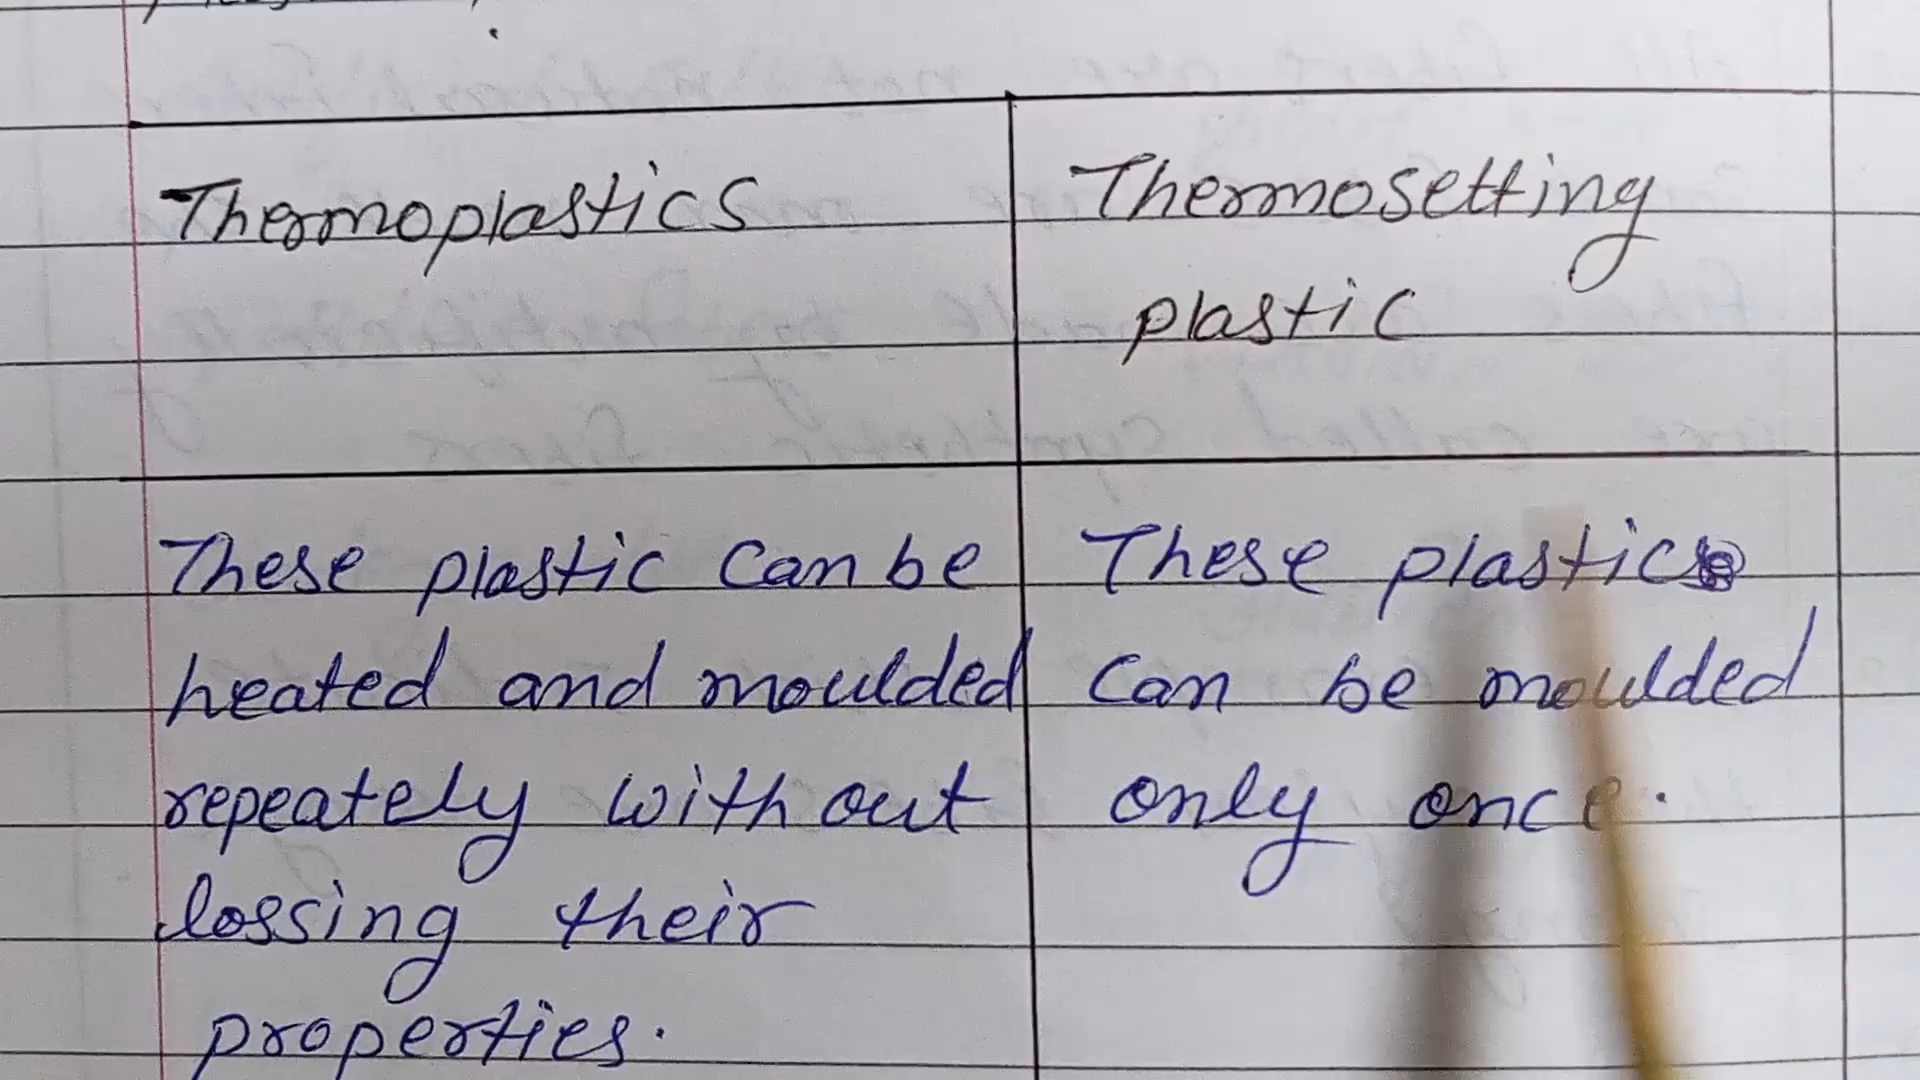 Thermoplastics
Thermosetting
plastic
These plastic can be
heated and moulded
repeately without
lossing their
properties.
These plastics
can be moulded
only once.